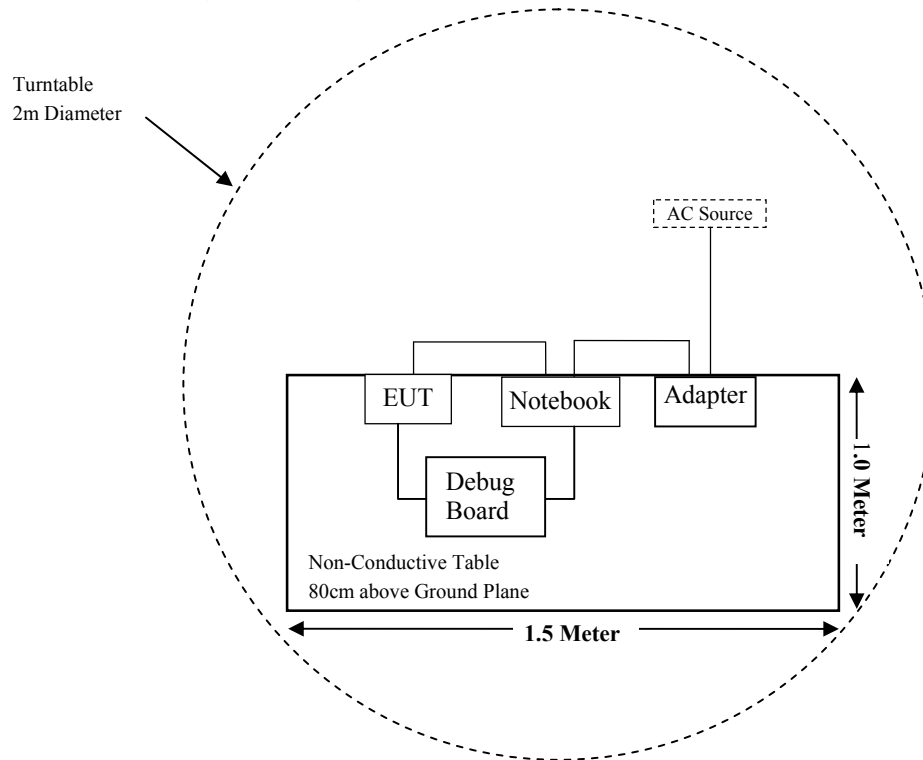 Turntable
2m Diameter
AC Source
EUT
Notebook
Adapter
Debug
Board
Non-Conductive Table
80cm above Ground Plane
1.0 Meter
1.5 Meter